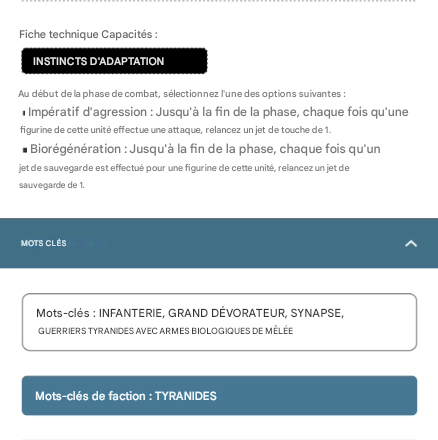 Fiche technique Capacités :
INSTINCTS D'ADAPTATION
Au début de la phase de combat, sélectionnez l'une des options suivantes :
▪ Impératif d'agression : Jusqu'à la fin de la phase, chaque fois qu'une
figurine de cette unité effectue une attaque, relancez un jet de touche de 1.
▪ Biorégénération : Jusqu'à la fin de la phase, chaque fois qu'un
jet de sauvegarde est effectué pour une figurine de cette unité, relancez un jet de
sauvegarde de 1.
MOTS CLÉS
Mots-clés : INFANTERIE, GRAND DÉVORATEUR, SYNAPSE,
GUERRIERS TYRANIDES AVEC ARMES BIOLOGIQUES DE MÊLÉE
Mots-clés de faction : TYRANIDES